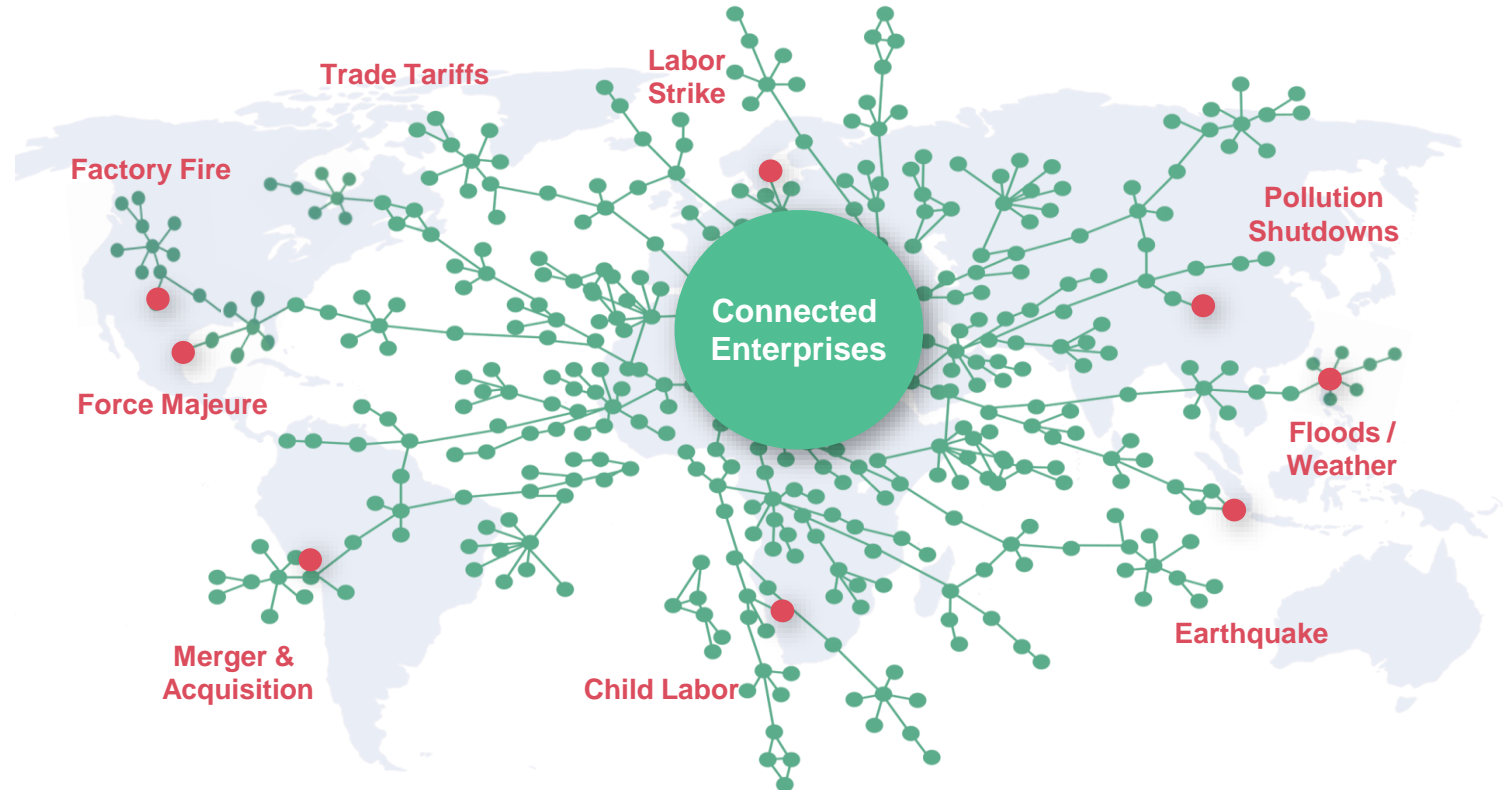 Labor
Strike
Trade Tariffs
Factory Fire
Pollution
Shutdowns
Connected
Enterprises
Force Majeure
Floods /
Weather
Earthquake
Merger &
Acquisition
Child Labor